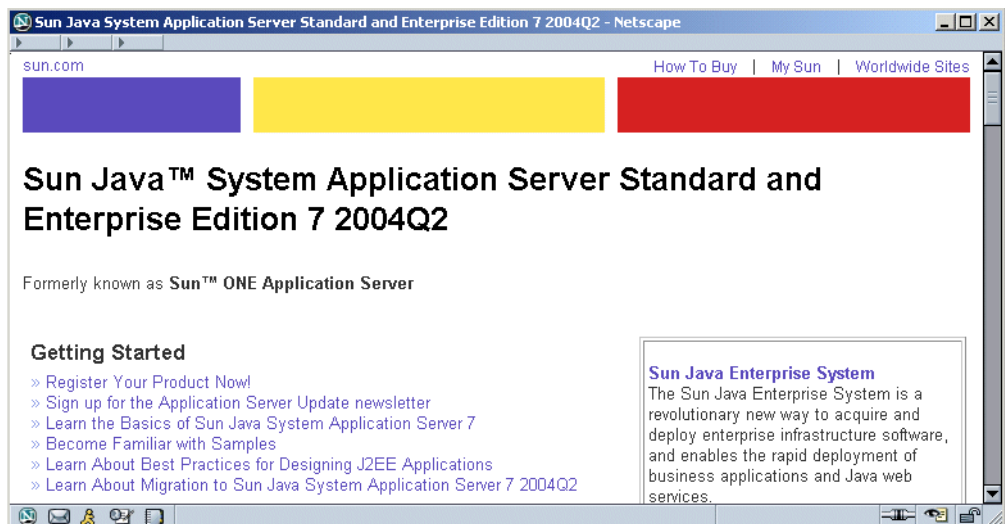 Sun Java System Application Server Standard and Enterprise Edition 7 2004Q2 - Netscape
sun.com
How To Buy | My Sun | Worldwide Sites
Sun Java™ System Application Server Standard and
Enterprise Edition 7 2004Q2
Formerly known as Sun™ ONE Application Server
Getting Started
» Register Your Product Now!
» Sign up for the Application Server Update newsletter
» Learn the Basics of Sun Java System Application Server 7
» Become Familiar with Samples
» Learn About Best Practices for Designing J2EE Applications
» Learn About Migration to Sun Java System Application Server 7 2004Q2
Sun Java Enterprise System
The Sun Java Enterprise System is a
revolutionary new way to acquire and
deploy enterprise infrastructure software,
and enables the rapid deployment of
business applications and Java web
services.